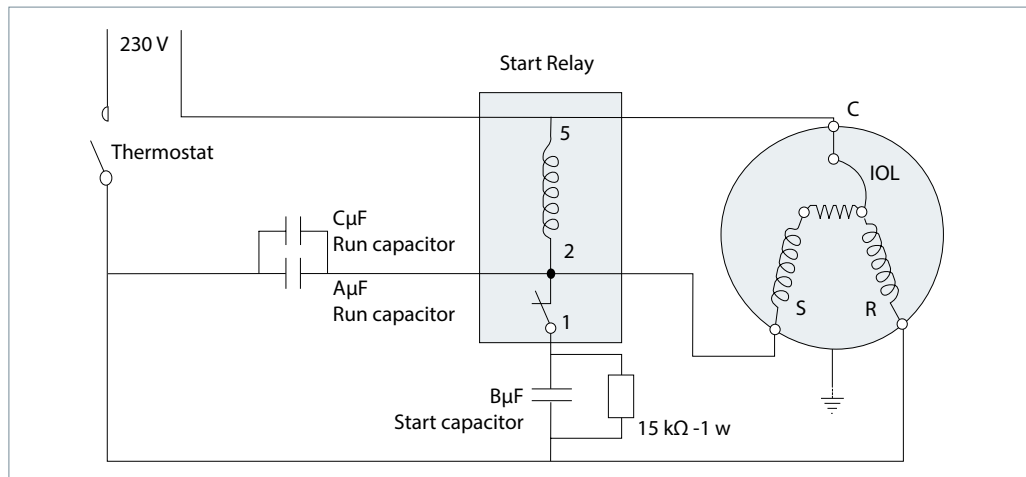 230 V
Start Relay
C
5
Thermostat
IOL
CµF
Run capacitor
2
AµF
Run capacitor
S
R
1
BµF
Start capacitor
15 kΩ -1 w